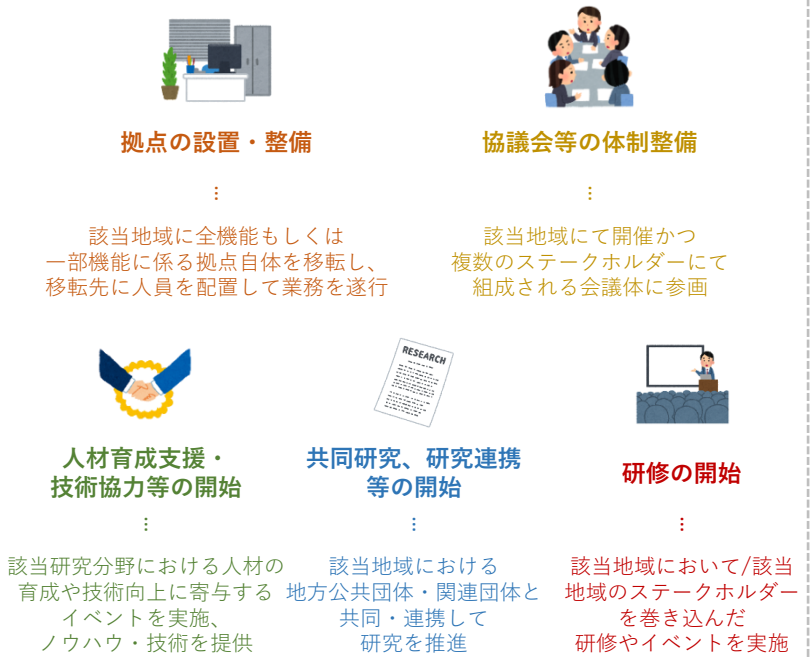 拠点の設置・整備
⋮
該当地域に全機能もしくは
一部機能に係る拠点自体を移転し、
移転先に人員を配置して業務を遂行
協議会等の体制整備
⋮
該当地域にて開催かつ
複数のステークホルダーにて
組成される会議体に参画
人材育成支援・
技術協力等の開始
⋮
該当研究分野における人材の
育成や技術向上に寄与する
イベントを実施、
ノウハウ・技術を提供
RESEARCH
共同研究、研究連携
等の開始
⋮
該当地域における
地方公共団体・関連団体と
共同・連携して
研究を推進
研修の開始
⋮
該当地域において/該当
地域のステークホルダー
を巻き込んだ
研修やイベントを実施